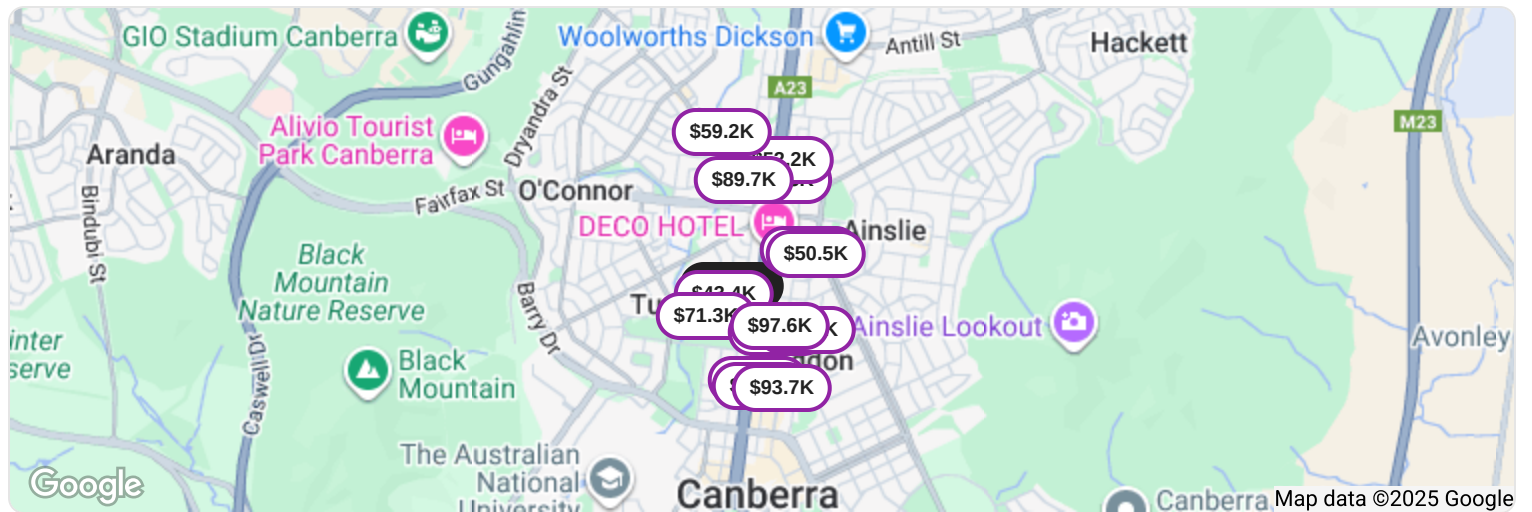 GIO Stadium Canberra
Woolworths Dickson
Antill St
Hackett
Gungahlin
A23
M23
Dryandra St
$59.2K
Alivio Tourist
Park Canberra
Aranda
$89.7K
Bindubi St
Fairfax St
O'Connor
DECO HOTEL
Ainslie
$50.5K
Black
Mountain
Nature Reserve
Barry Dr
$71.3K
$97.6K
Ainslie Lookout
Avonley
Black
Mountain
Caswell Dr
$93.7K
The Australian
National
University
Google
Canberra
Canberra
Map data ©2025 Google